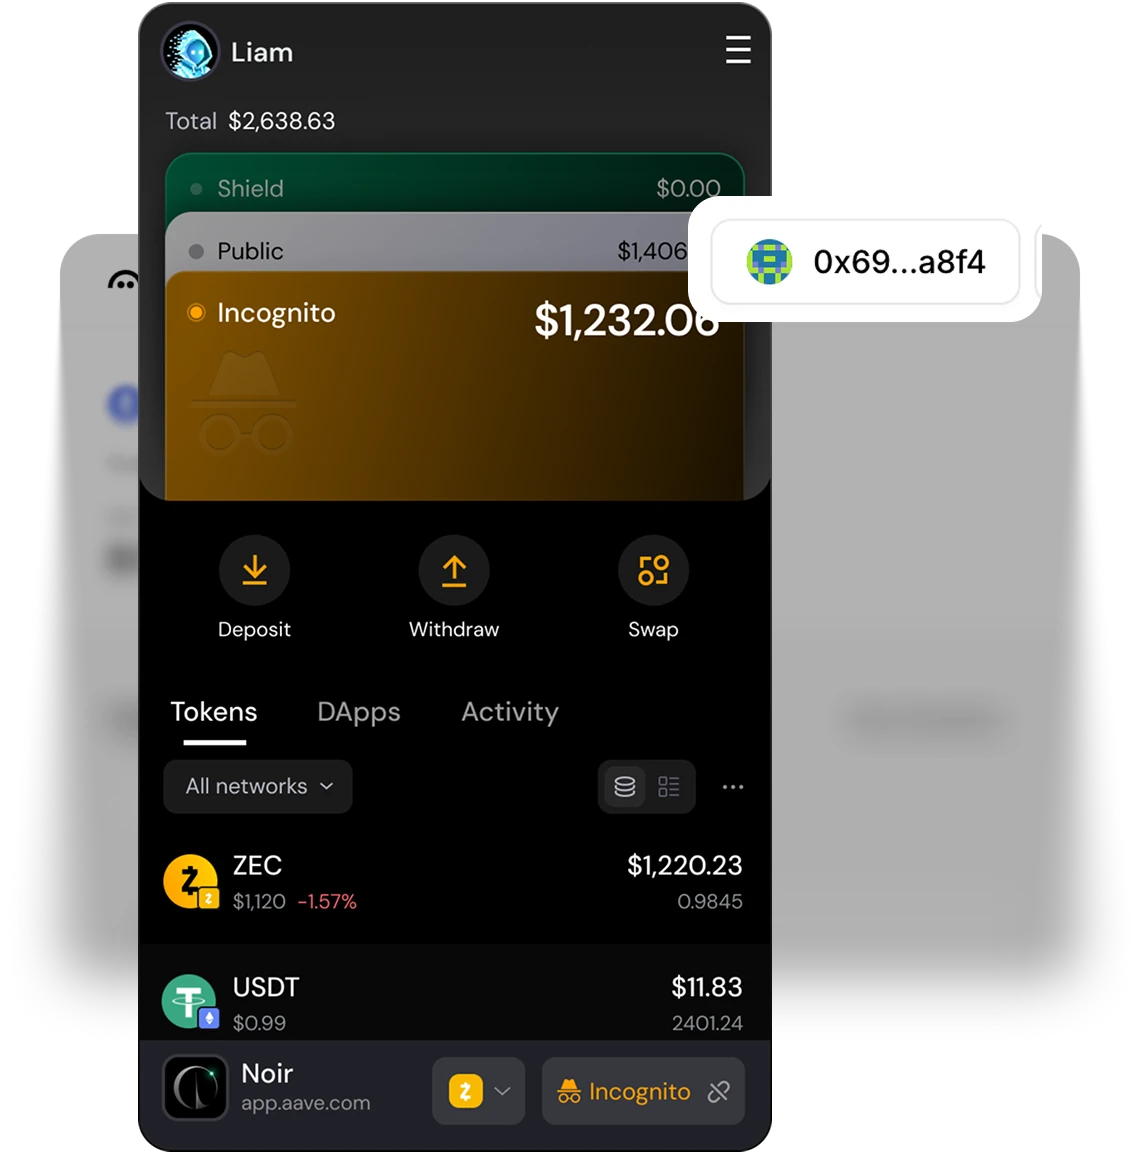 Liam
Total $2,638.63
Shield $0.00
Public $1,406
Incognito $1,232.06
0x69...a8f4
Deposit Withdraw Swap
Tokens DApps Activity
All networks
ZEC $1,220.23
$1,120 -1.57% 0.9845
USDT $11.83
$0.99 2401.24
Noir
app.aave.com
Incognito